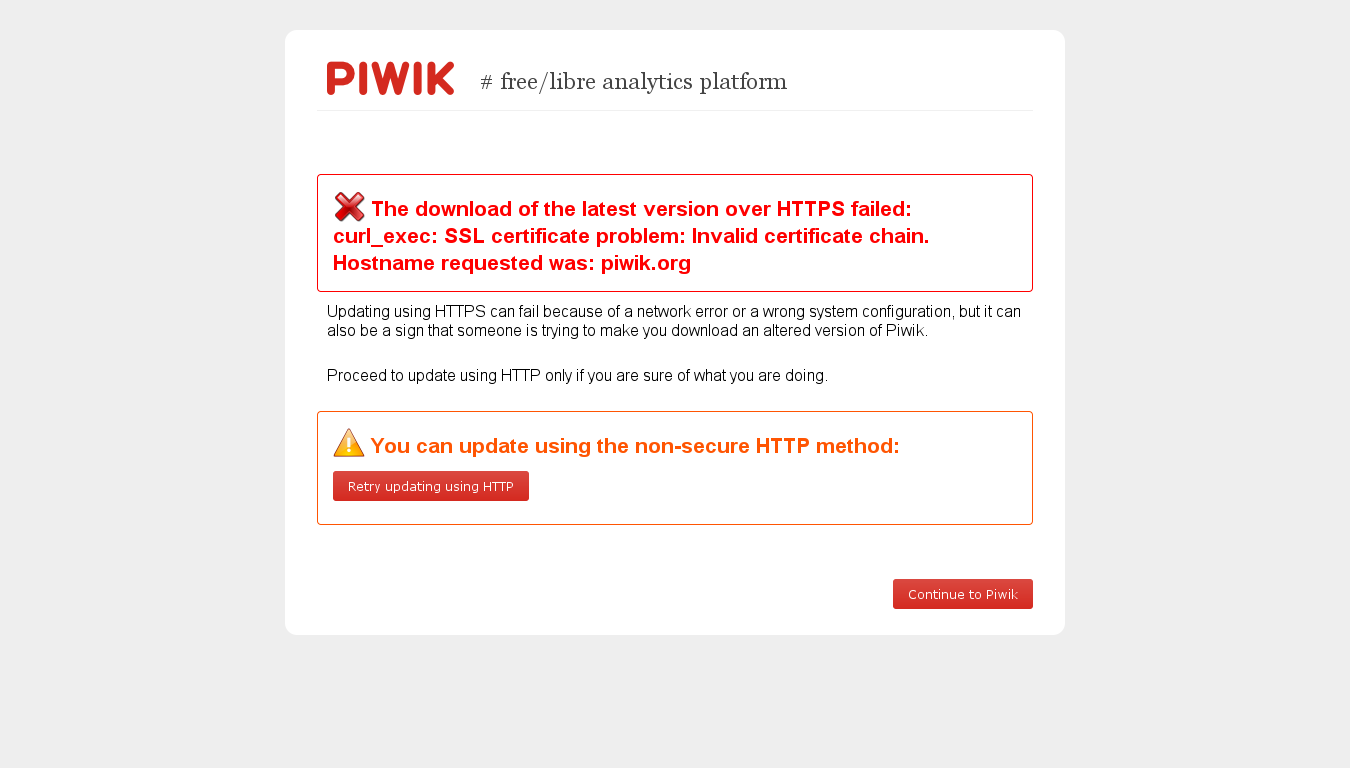 PIWIK # free/libre analytics platform
The download of the latest version over HTTPS failed:
curl_exec: SSL certificate problem: Invalid certificate chain.
Hostname requested was: piwik.org
Updating using HTTPS can fail because of a network error or a wrong system configuration, but it can
also be a sign that someone is trying to make you download an altered version of Piwik.
Proceed to update using HTTP only if you are sure of what you are doing.
You can update using the non-secure HTTP method:
Retry updating using HTTP
Continue to Piwik